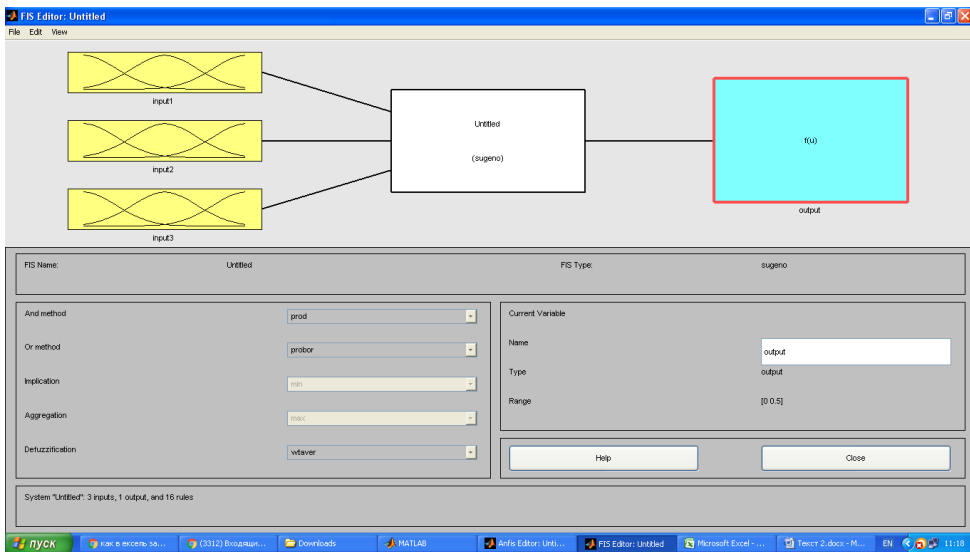 FIS Editor: Untitled
File Edit View
input1
input2
input3
Untitled
(sugeno)
f(u)
output
FIS Name: Untitled FIS Type: sugeno
And method prod
Or method probor
Implication min
Aggregation max
Defuzzification wtaver
Current Variable
Name output
Type output
Range [0 0.5]
Help Close
System "Untitled": 3 inputs, 1 output, and 16 rules
пуск как в ексель за... (3312) Входящи... Downloads MATLAB Anfis Editor: Unti... FIS Editor: Untitled Microsoft Excel - ... Текст 2.docx - M... EN 11:18